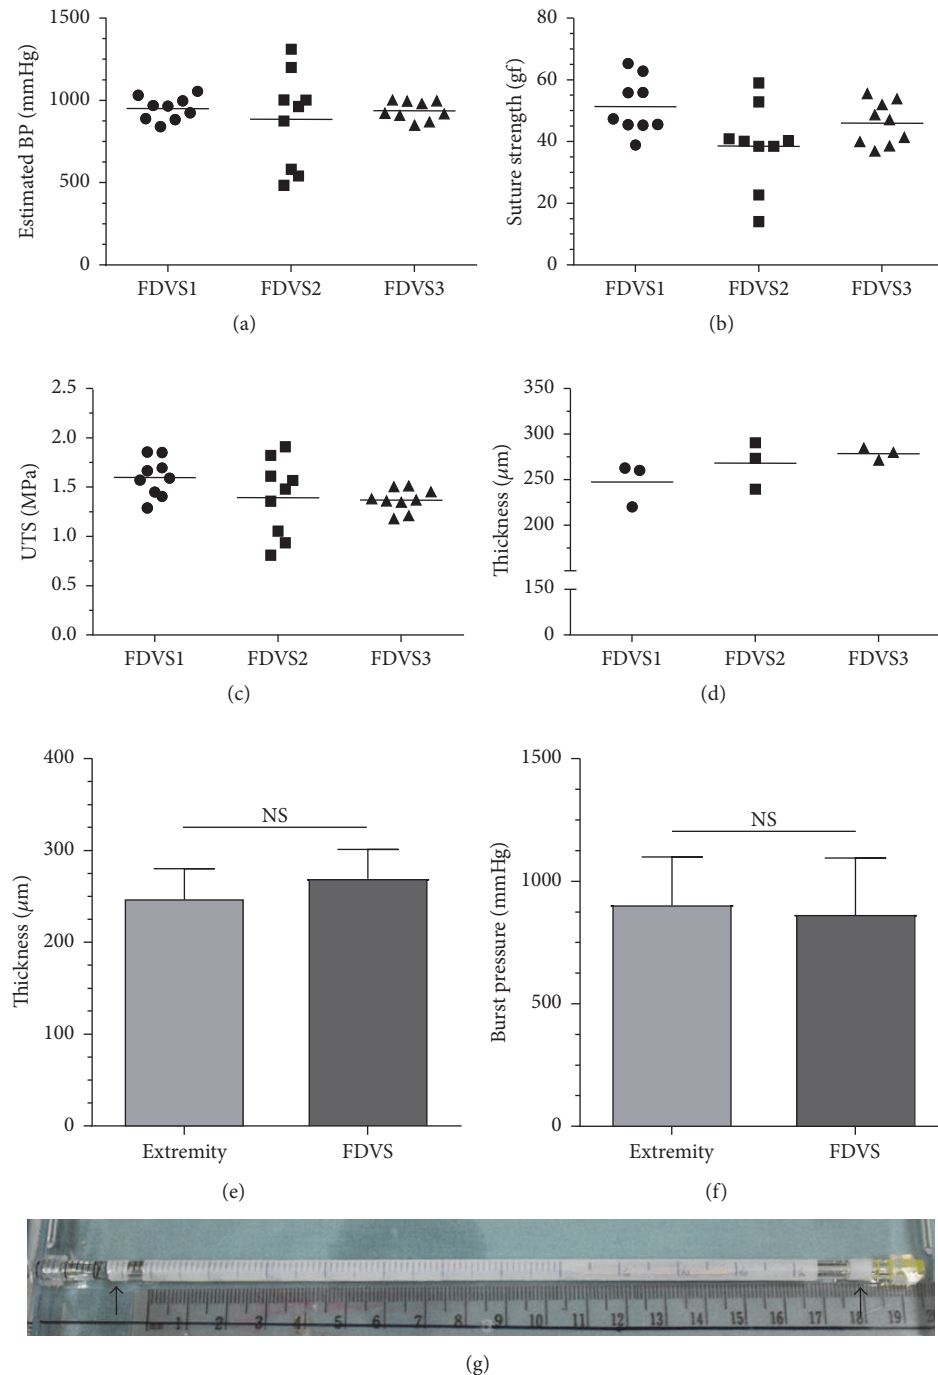 1500
1000
500
0
Estimated BP (mmHg)
FDVS1 FDVS2 FDVS3
(a)
80
60
40
20
0
Suture strength (gf)
FDVS1 FDVS2 FDVS3
(b)
2.5
2.0
1.5
1.0
0.5
0.0
UTS (MPa)
FDVS1 FDVS2 FDVS3
(c)
350
300
250
200
150
0
Thickness (μm)
FDVS1 FDVS2 FDVS3
(d)
400
300
200
100
0
Thickness (μm)
NS
Extremity FDVS
(e)
1500
1000
500
0
Burst pressure (mmHg)
NS
Extremity FDVS
(f)
1 2 3 4 5 6 7 8 9 10 11 12 13 14 15 16 17 18 19
(g)